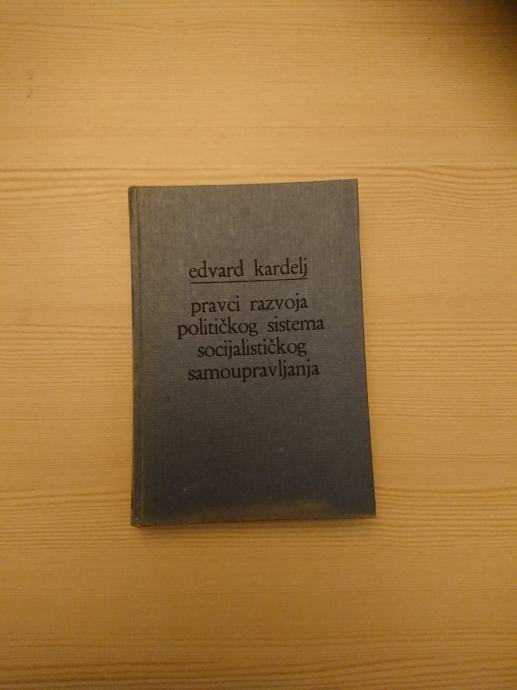 edvard kardelj
pravci razvoja
političkog sistema
socijalističkog
samoupravljanja